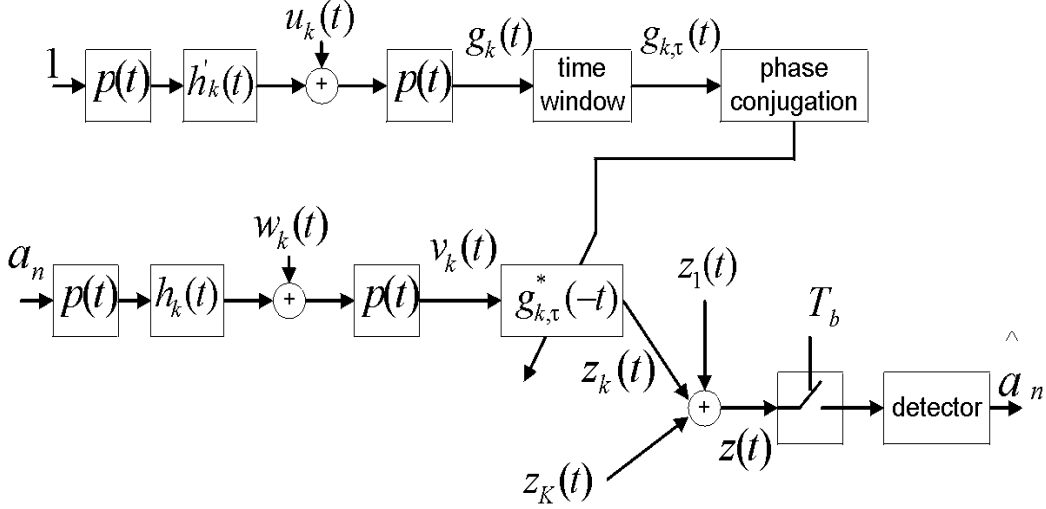 u_k(t)
g_k(t)
g_{k,τ}(t)
1
p(t)
h'_k(t)
+
p(t)
time
window
phase
conjugation
w_k(t)
v_k(t)
a_n
p(t)
h_k(t)
+
p(t)
g^*_{k,τ}(-t)
z_1(t)
T_b
z_k(t)
+
z(t)
detector
â_n
z_K(t)